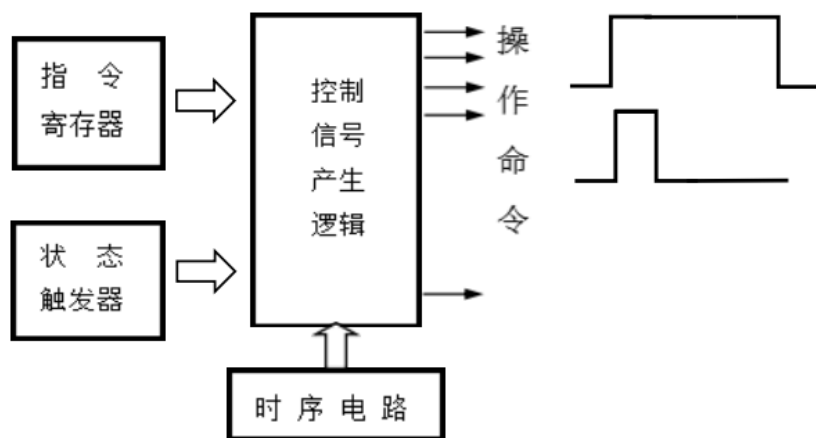 指 令
寄存器
状 态
触发器
控制
信号
产生
逻辑
操
作
命
令
时 序 电 路